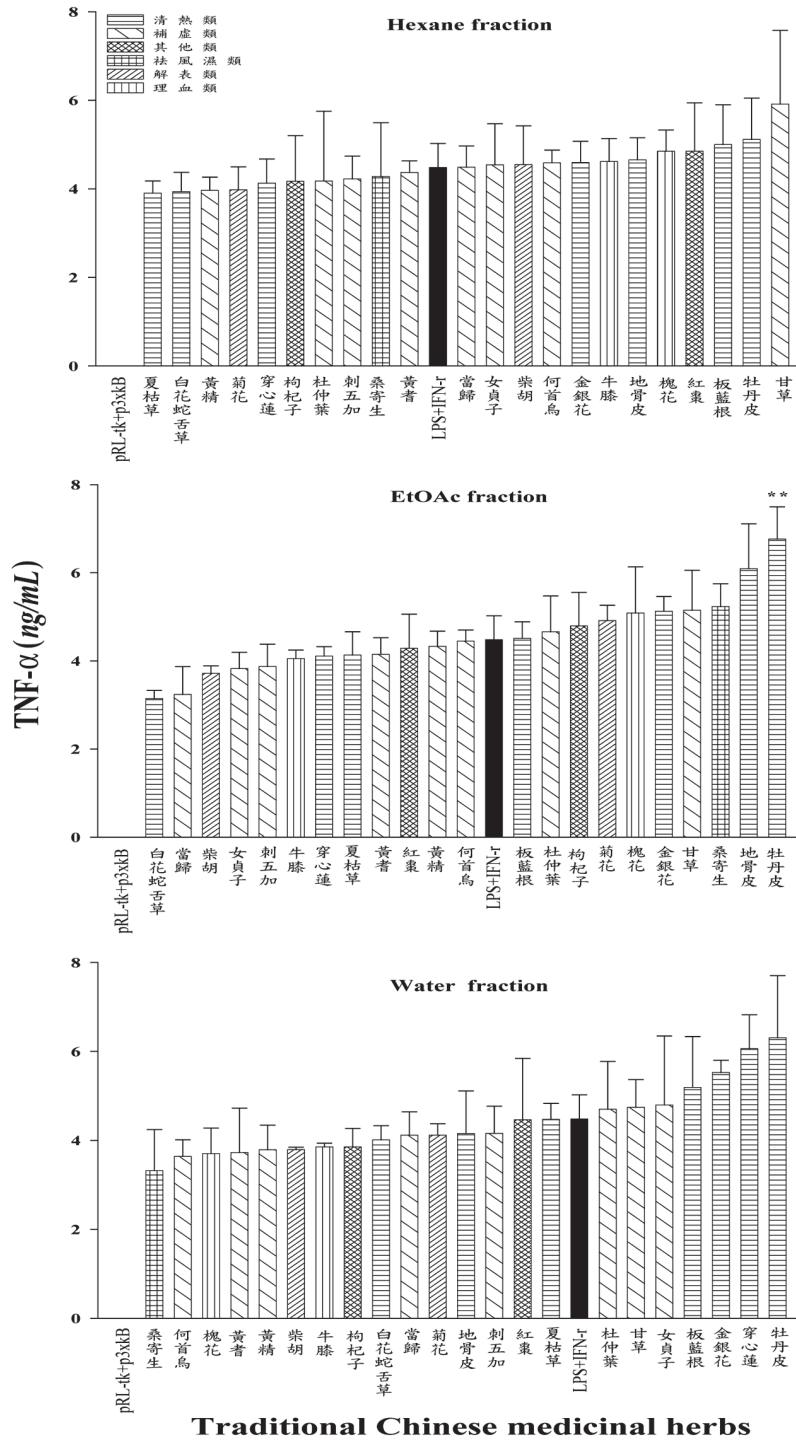 Hexane fraction
清熱類
補虛類
其他類
祛風濕類
解表類
理血類
8
6
4
2
0
pRL-tk+p3xkB
夏枯草
白花蛇舌草
黃精
菊花
穿心蓮
枸杞子
杜仲葉
刺五加
桑寄生
黃耆
LPS+IFN-r
當歸
女貞子
柴胡
何首烏
金銀花
牛膝
地骨皮
槐花
紅棗
板藍根
牡丹皮
甘草
EtOAc fraction
**
8
6
4
2
0
pRL-tk+p3xkB
白花蛇舌草
當歸
柴胡
女貞子
刺五加
牛膝
穿心蓮
夏枯草
黃耆
紅棗
黃精
何首烏
LPS+IFN-r
板藍根
杜仲葉
枸杞子
菊花
槐花
金銀花
甘草
桑寄生
地骨皮
牡丹皮
TNF-α (ng/mL)
Water fraction
8
6
4
2
0
pRL-tk+p3xkB
桑寄生
何首烏
槐花
黃耆
黃精
柴胡
牛膝
枸杞子
白花蛇舌草
當歸
菊花
地骨皮
刺五加
紅棗
夏枯草
LPS+IFN-r
杜仲葉
甘草
女貞子
板藍根
金銀花
穿心蓮
牡丹皮
Traditional Chinese medicinal herbs